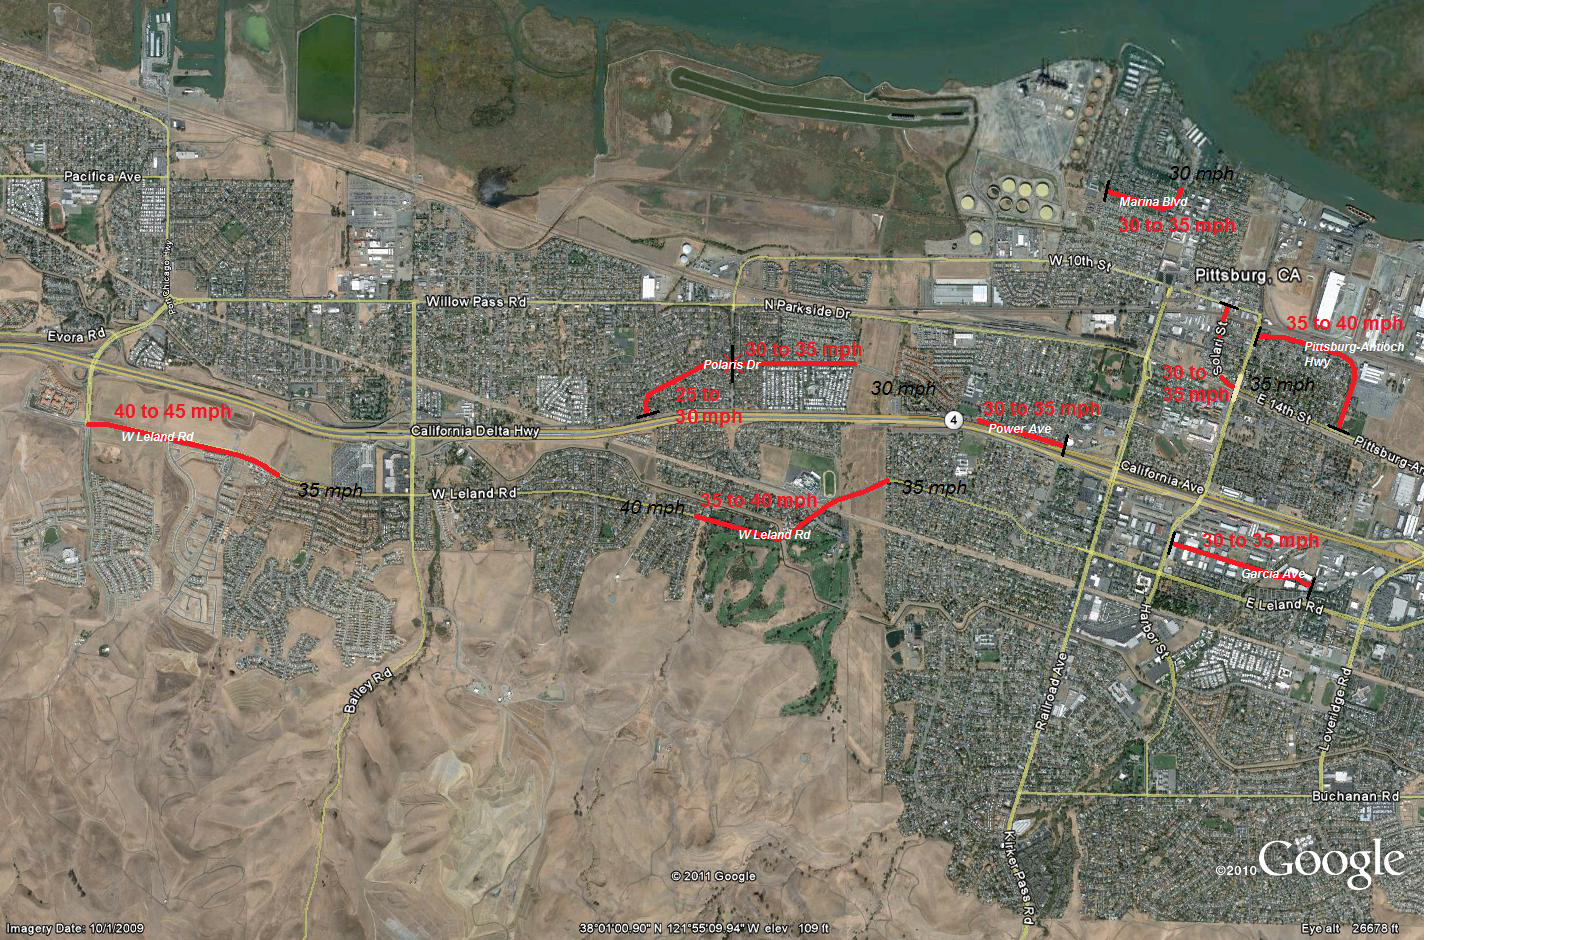 30 mph
Pacifica Ave
Marina Blvd
30 to 35 mph
Port Chicago Hwy
W 10th St
Pittsburg, CA
Willow Pass Rd
N Parkside Dr
Evora Rd
35 to 40 mph
Solari St
Pittsburg-Antioch
Hwy
30 to 35 mph
Polaris Dr
30 to
35 mph
35 mph
30 mph
25 to
30 mph
E 14th St
40 to 45 mph
W Leland Rd
30 to 35 mph
Power Ave
4
California Delta Hwy
Pittsburg-An
California Ave
35 mph
W Leland Rd
35 mph
40 mph
35 to 40 mph
W Leland Rd
30 to 35 mph
Garcia Ave
E Leland Rd
Harbor St
Bailey Rd
Railroad Ave
Loveridge Rd
Buchanan Rd
Kirker Pass Rd
©2010 Google
© 2011 Google
Imagery Date: 10/1/2009
38°01'00.90" N 121°55'09.94" W elev 109 ft
Eye alt 26678 ft